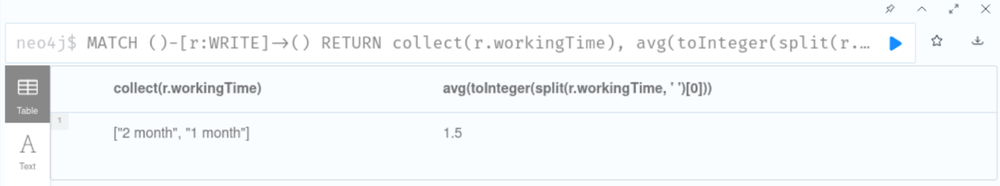 neo4j$ MATCH ()-[r:WRITE]→() RETURN collect(r.workingTime), avg(toInteger(split(r.…
collect(r.workingTime) avg(toInteger(split(r.workingTime, ' ')[0]))
Table
1
["2 month", "1 month"] 1.5
A
Text